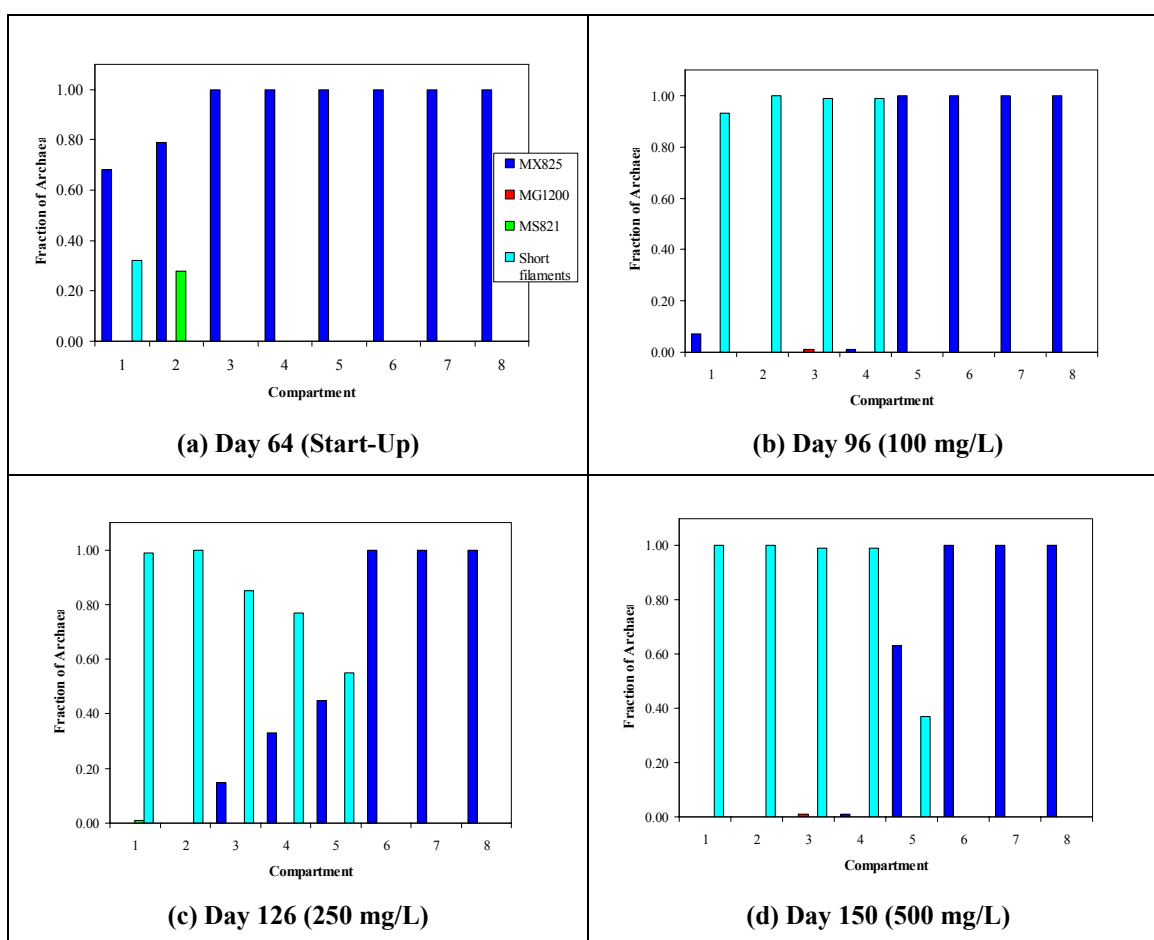 1.00
0.80
0.60
0.40
0.20
0.00
1 2 3 4 5 6 7 8
Compartment
Fraction of Archaea
MX825
MG1200
MS821
Short
filaments
(a) Day 64 (Start-Up)
1.00
0.80
0.60
0.40
0.20
0.00
1 2 3 4 5 6 7 8
Compartment
Fraction of Archaea
(b) Day 96 (100 mg/L)
1.00
0.80
0.60
0.40
0.20
0.00
1 2 3 4 5 6 7 8
Compartment
Fraction of Archaea
(c) Day 126 (250 mg/L)
1.00
0.80
0.60
0.40
0.20
0.00
1 2 3 4 5 6 7 8
Compartment
Fraction of Archaea
(d) Day 150 (500 mg/L)